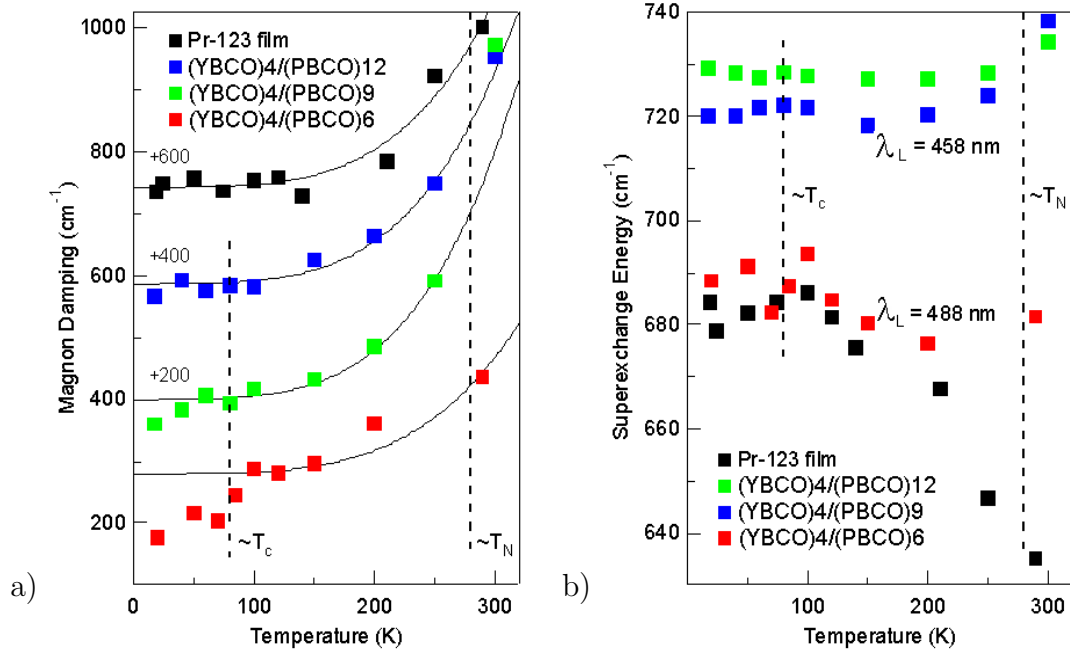 1000
800
600
400
200
Magnon Damping (cm-1)
Pr-123 film
(YBCO)4/(PBCO)12
(YBCO)4/(PBCO)9
(YBCO)4/(PBCO)6
+600
+400
+200
~Tc
~TN
0
100
200
300
Temperature (K)
a)
740
720
700
680
660
640
Superexchange Energy (cm-1)
λL = 458 nm
~Tc
~TN
λL = 488 nm
Pr-123 film
(YBCO)4/(PBCO)12
(YBCO)4/(PBCO)9
(YBCO)4/(PBCO)6
100
200
300
Temperature (K)
b)